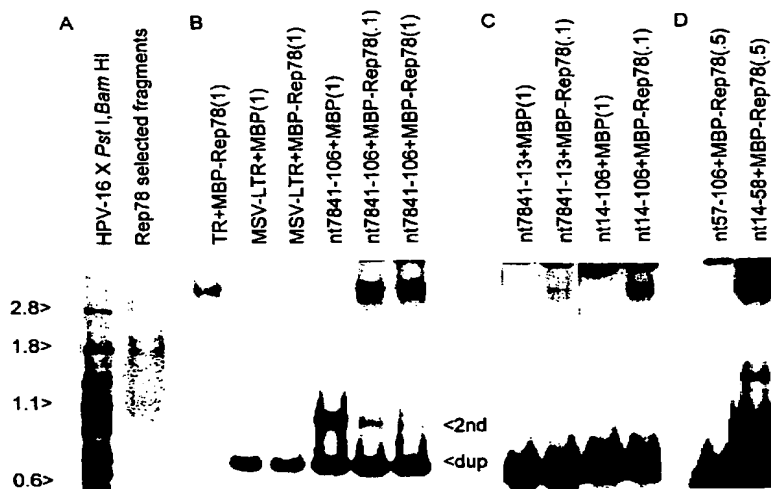 A
HPV-16 X Pst I,Bam HI
Rep78 selected fragments
2.8>
1.8>
1.1>
0.6>
B
TR+MBP-Rep78(1)
MSV-LTR+MBP(1)
MSV-LTR+MBP-Rep78(1)
nt7841-106+MBP(1)
nt7841-106+MBP-Rep78(.1)
nt7841-106+MBP-Rep78(1)
<2nd
<dup
C
nt7841-13+MBP(1)
nt7841-13+MBP-Rep78(.1)
nt14-106+MBP(1)
nt14-106+MBP-Rep78(.1)
D
nt57-106+MBP-Rep78(.5)
nt14-58+MBP-Rep78(.5)